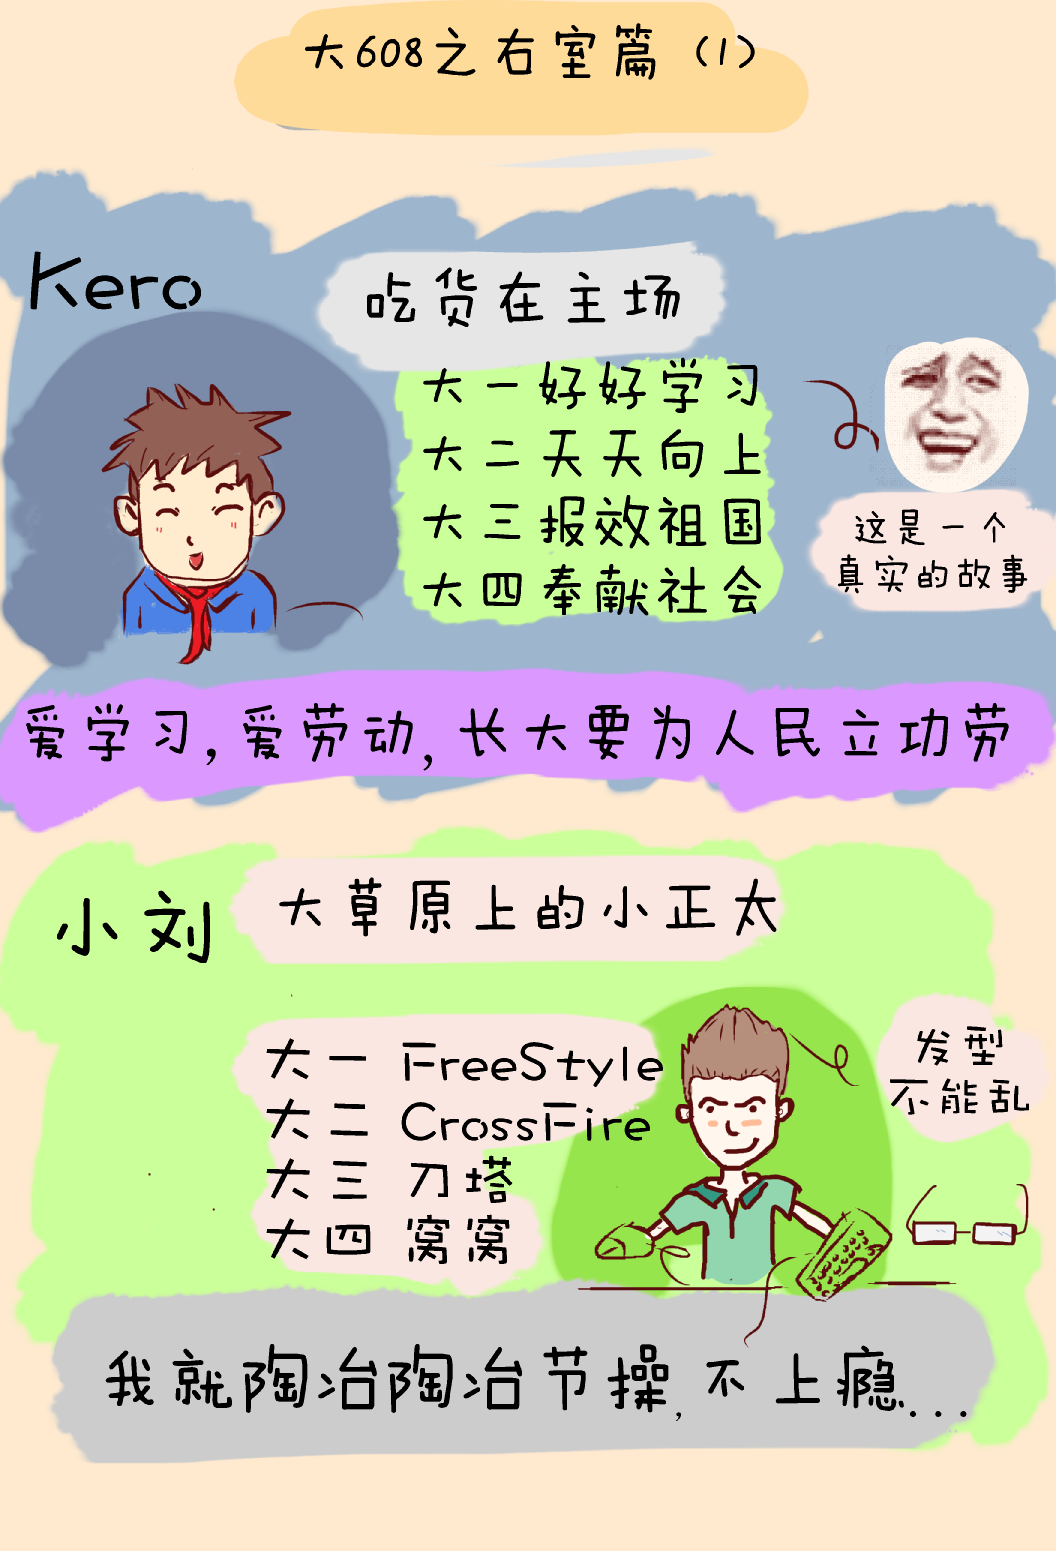 大608之右室篇（1）
Kero
吃货在主场
大一好好学习
大二天天向上
大三报效祖国
大四奉献社会
这是一个
真实的故事
爱学习,爱劳动,长大要为人民立功劳
小刘
大草原上的小正太
大一 FreeStyle
大二 CrossFire
大三 刀塔
大四 窝窝
发型
不能乱
我就陶冶陶冶节操,不上瘾...